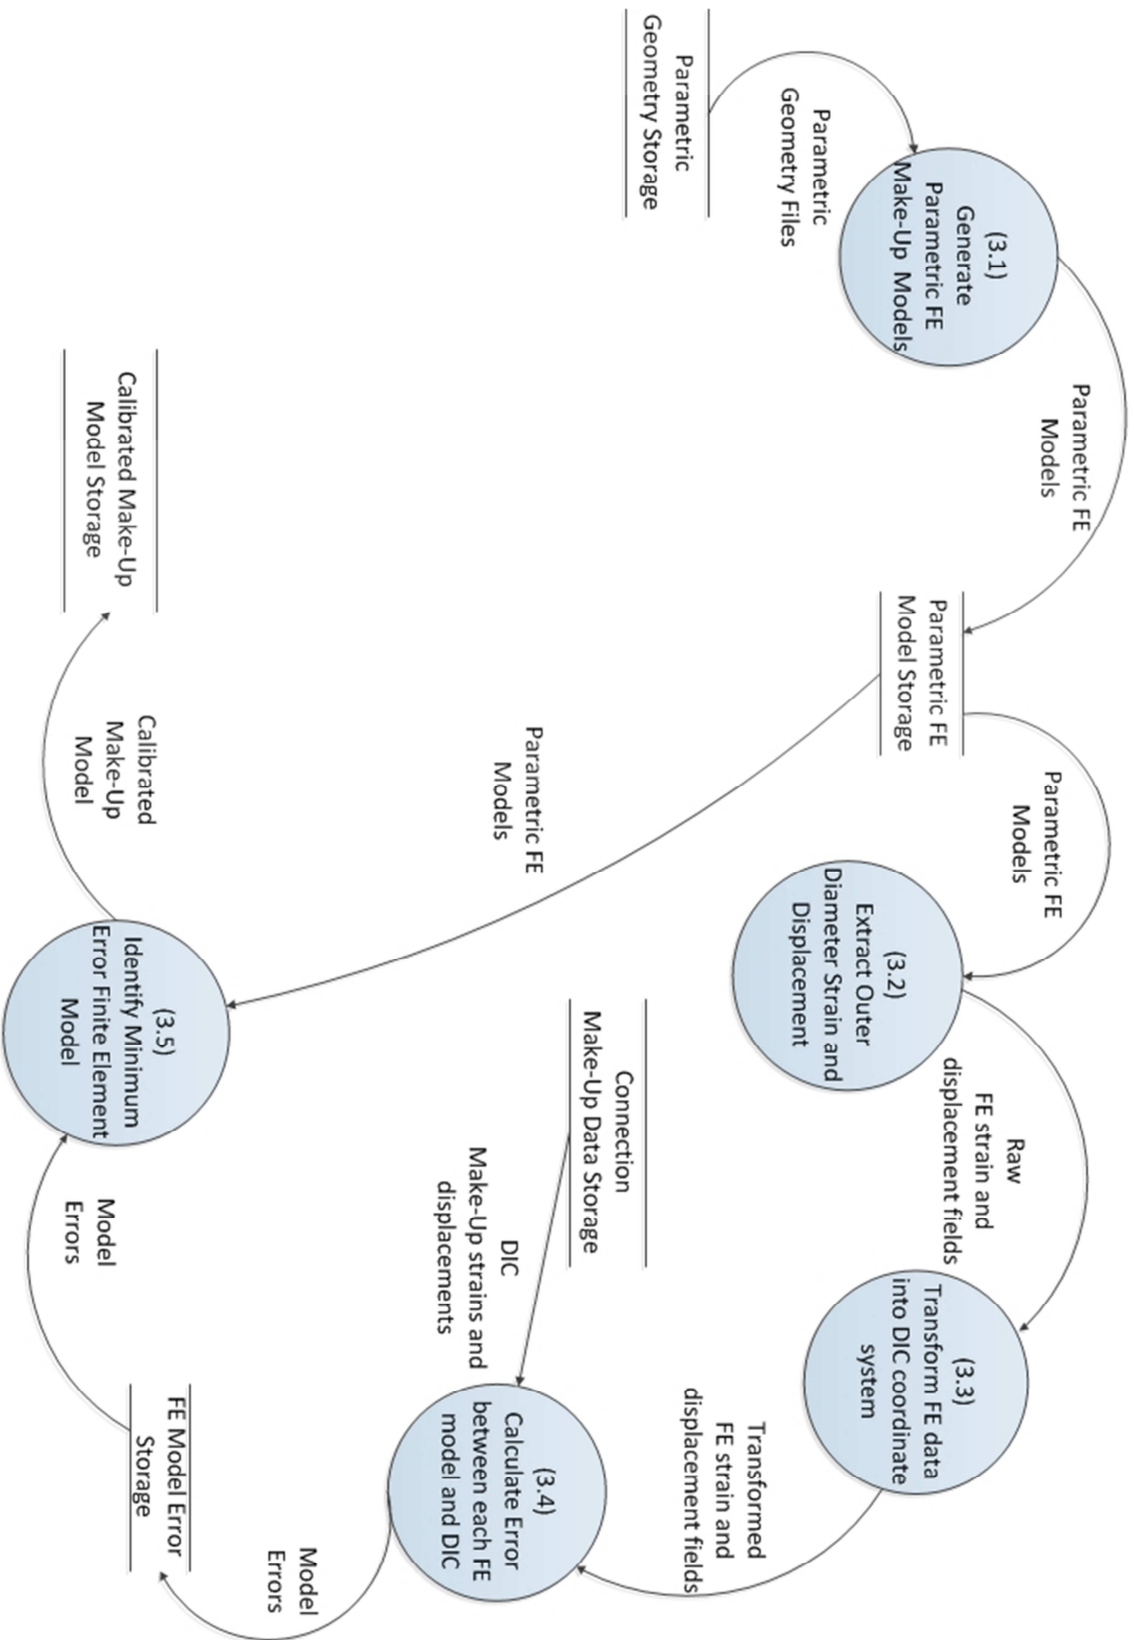 Parametric
Geometry Storage
Parametric
Geometry Files
(3.1)
Generate
Parametric FE
Make-Up Models
Parametric FE
Models
Parametric FE
Model Storage
Parametric FE
Models
(3.2)
Extract Outer
Diameter Strain and
Displacement
Raw
FE strain and
displacement fields
(3.3)
Transform FE data
into DIC coordinate
system
Transformed
FE strain and
displacement fields
Connection
Make-Up Data Storage
DIC
Make-Up strains and
displacements
(3.4)
Calculate Error
between each FE
model and DIC
Model
Errors
FE Model Error
Storage
Model
Errors
Parametric FE
Models
(3.5)
Identify Minimum
Error Finite Element
Model
Calibrated
Make-Up
Model
Calibrated Make-Up
Model Storage